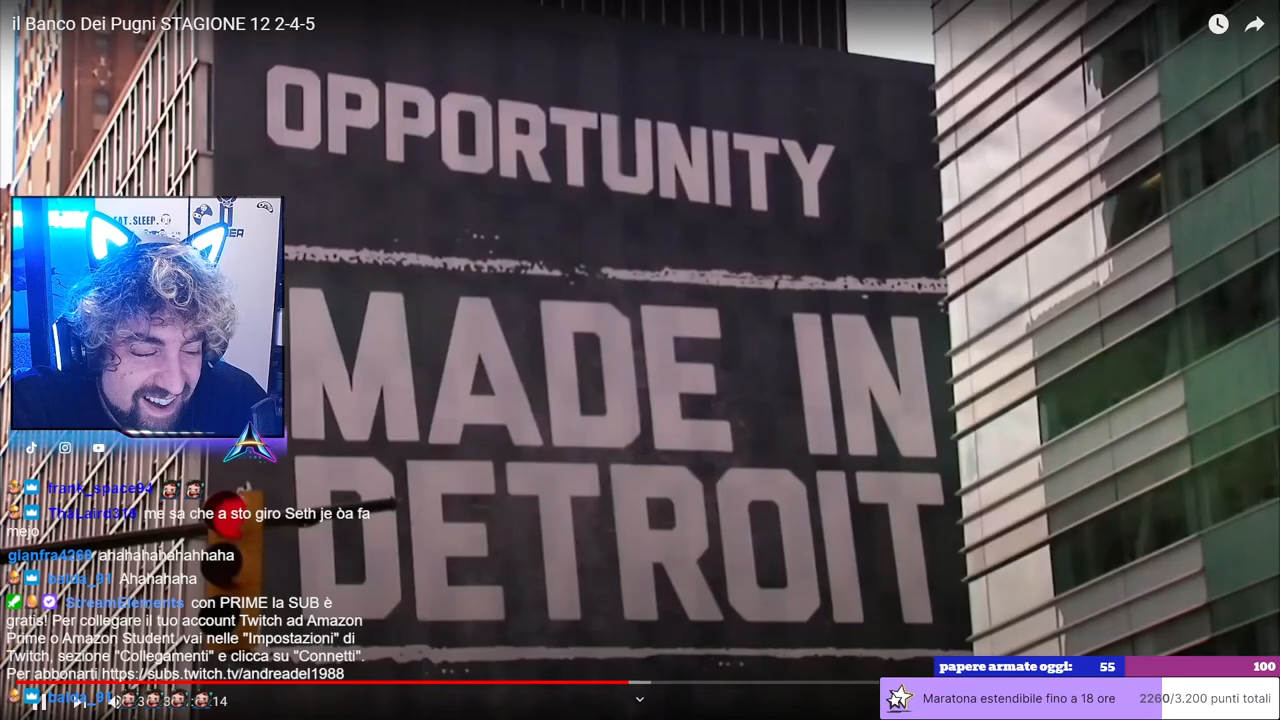 il Banco Dei Pugni STAGIONE 12 2-4-5
OPPORTUNITY
MADE IN
DETROIT
EAT.SLEEP.
frank_space94
ThaLaird310 me sa che a sto giro Seth je òa fa
mejo
gianfra4269 ahahahahahahhaha
balda_91 Ahahahaha
StreamElements con PRIME la SUB è
gratis! Per collegare il tuo account Twitch ad Amazon
Prime o Amazon Student, vai nelle "Impostazioni" di
Twitch, sezione "Collegamenti" e clicca su "Connetti".
Per abbonarti https://subs.twitch.tv/andreadel1988
balda_91
papere armate oggi: 55 100
Maratona estendibile fino a 18 ore 2260/3.200 punti totali